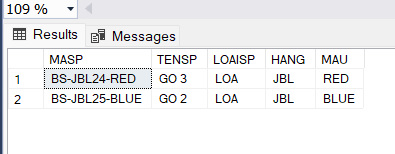 109 %
Results Messages
MASP TENSP LOAISP HANG MAU
1 BS-JBL24-RED GO 3 LOA JBL RED
2 BS-JBL25-BLUE GO 2 LOA JBL BLUE